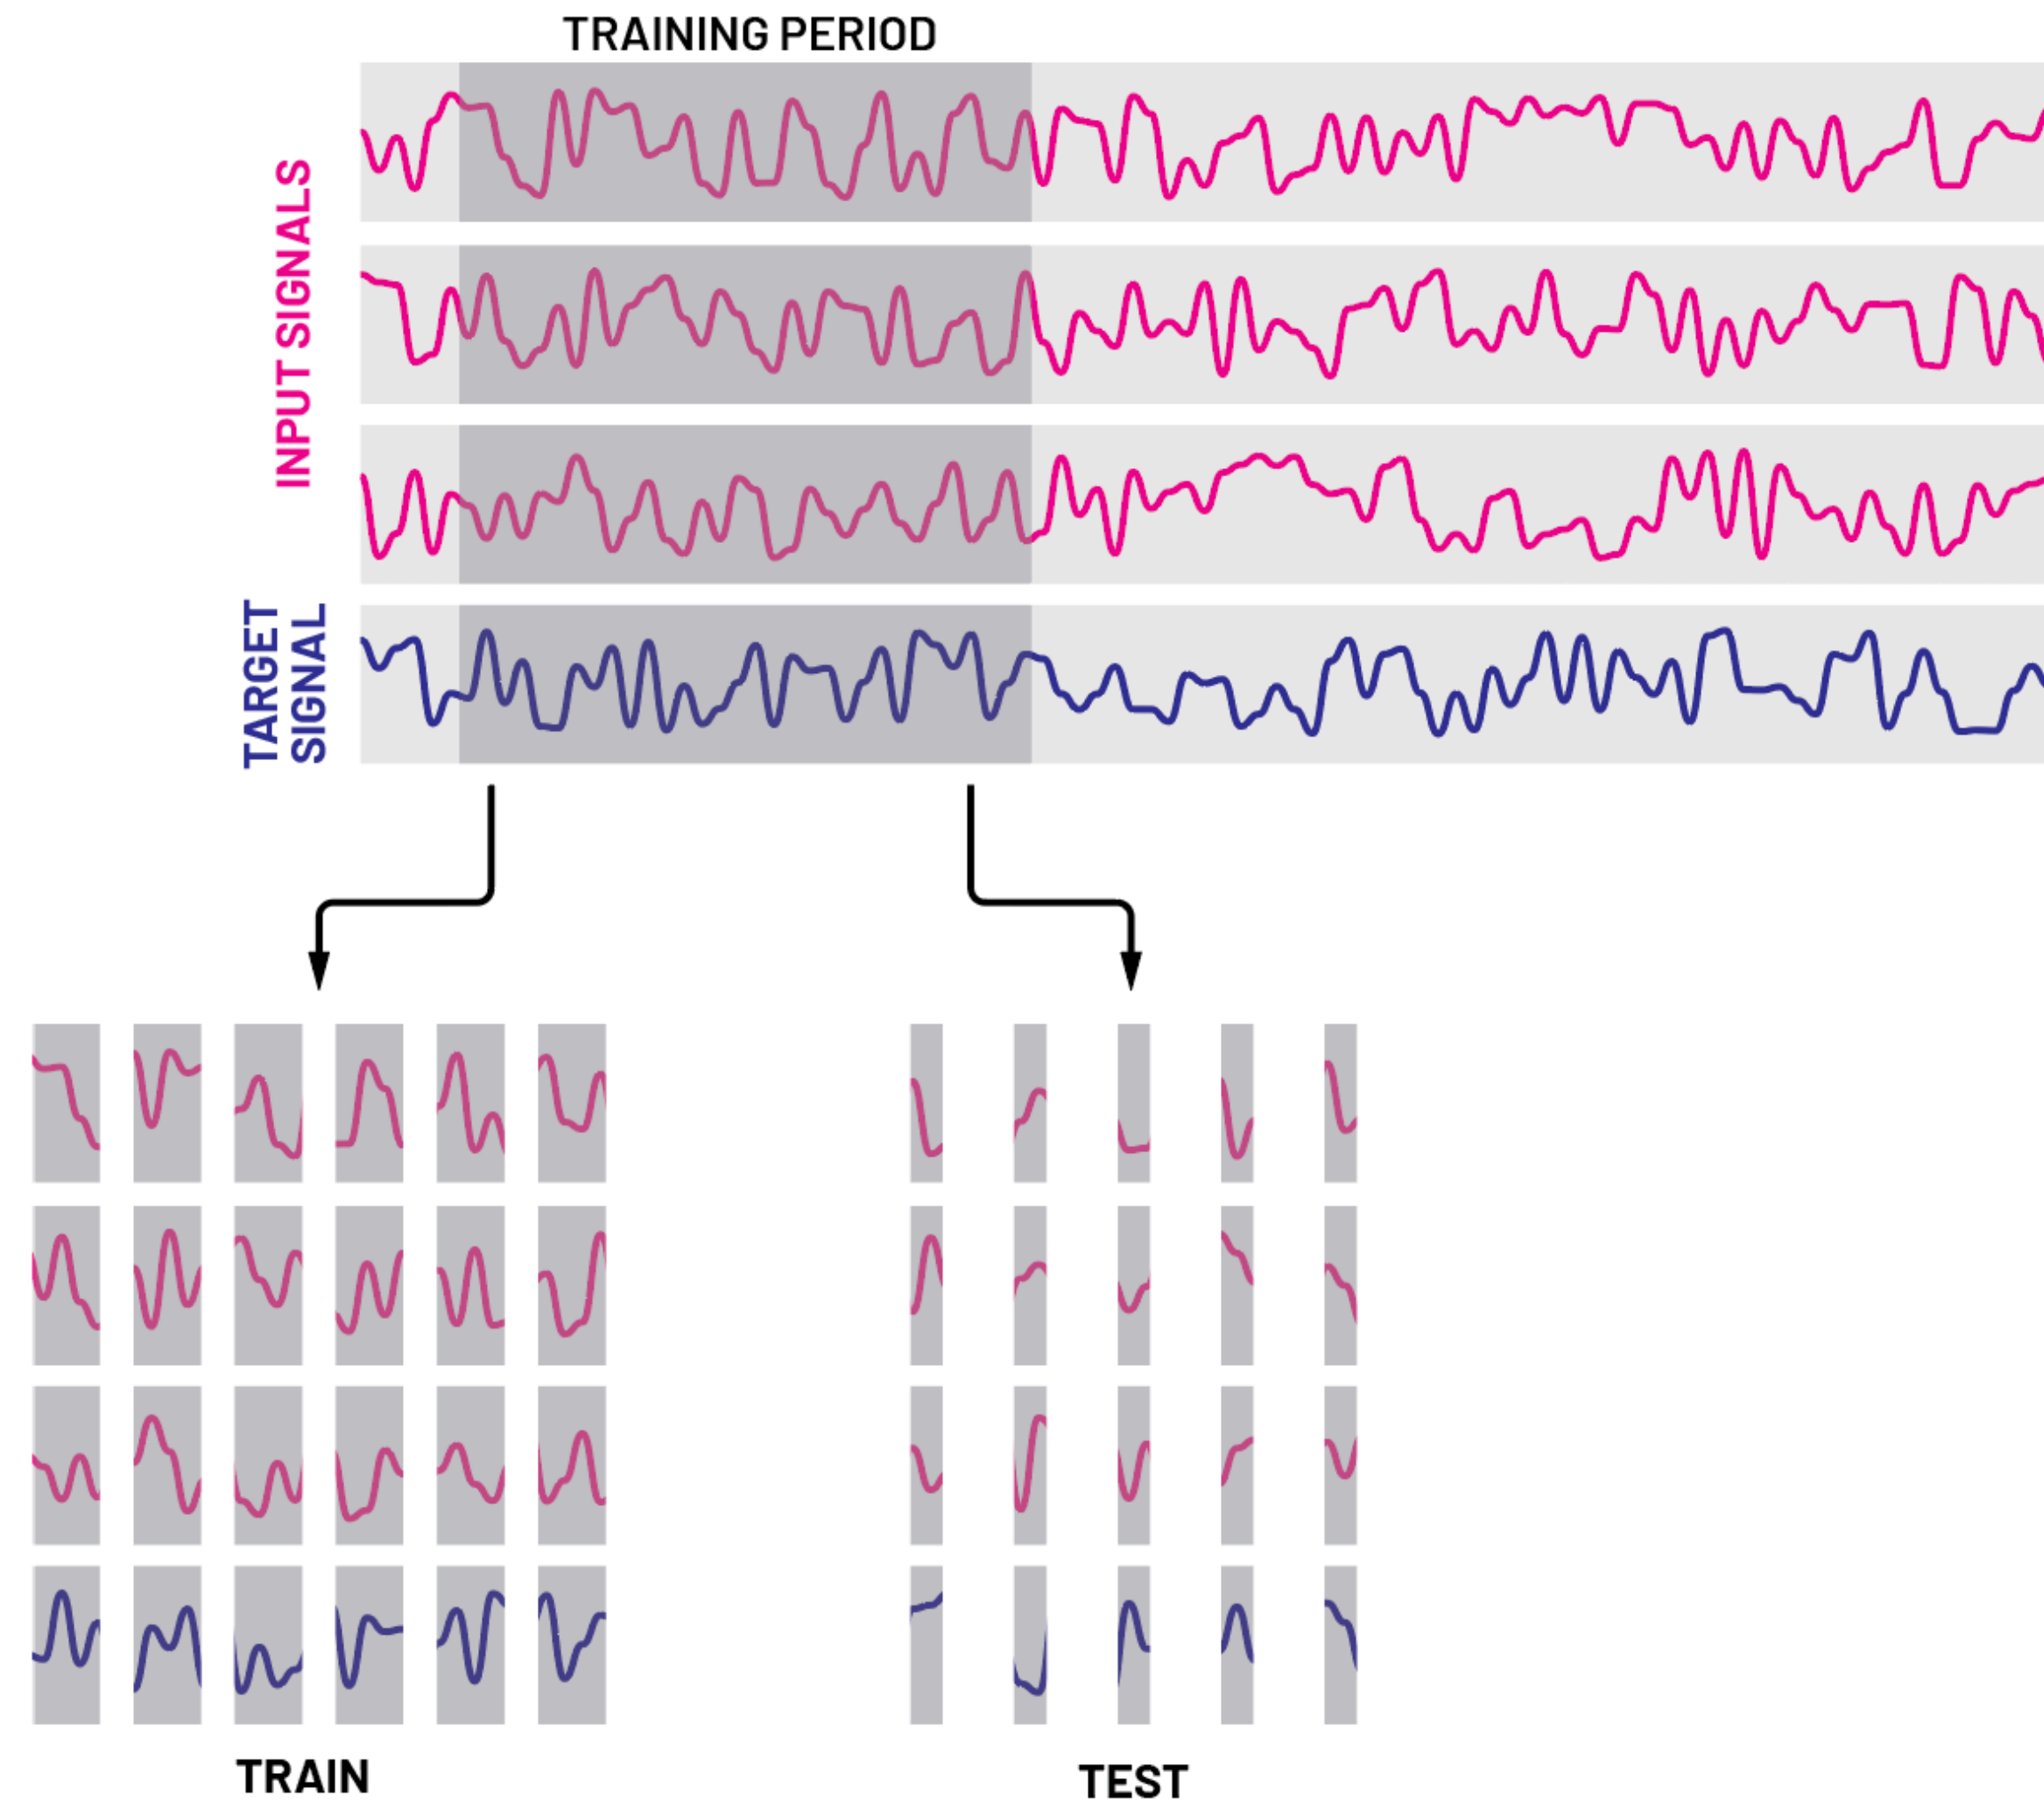 TRAINING PERIOD
INPUT SIGNALS
TARGET
SIGNAL
TRAIN
TEST